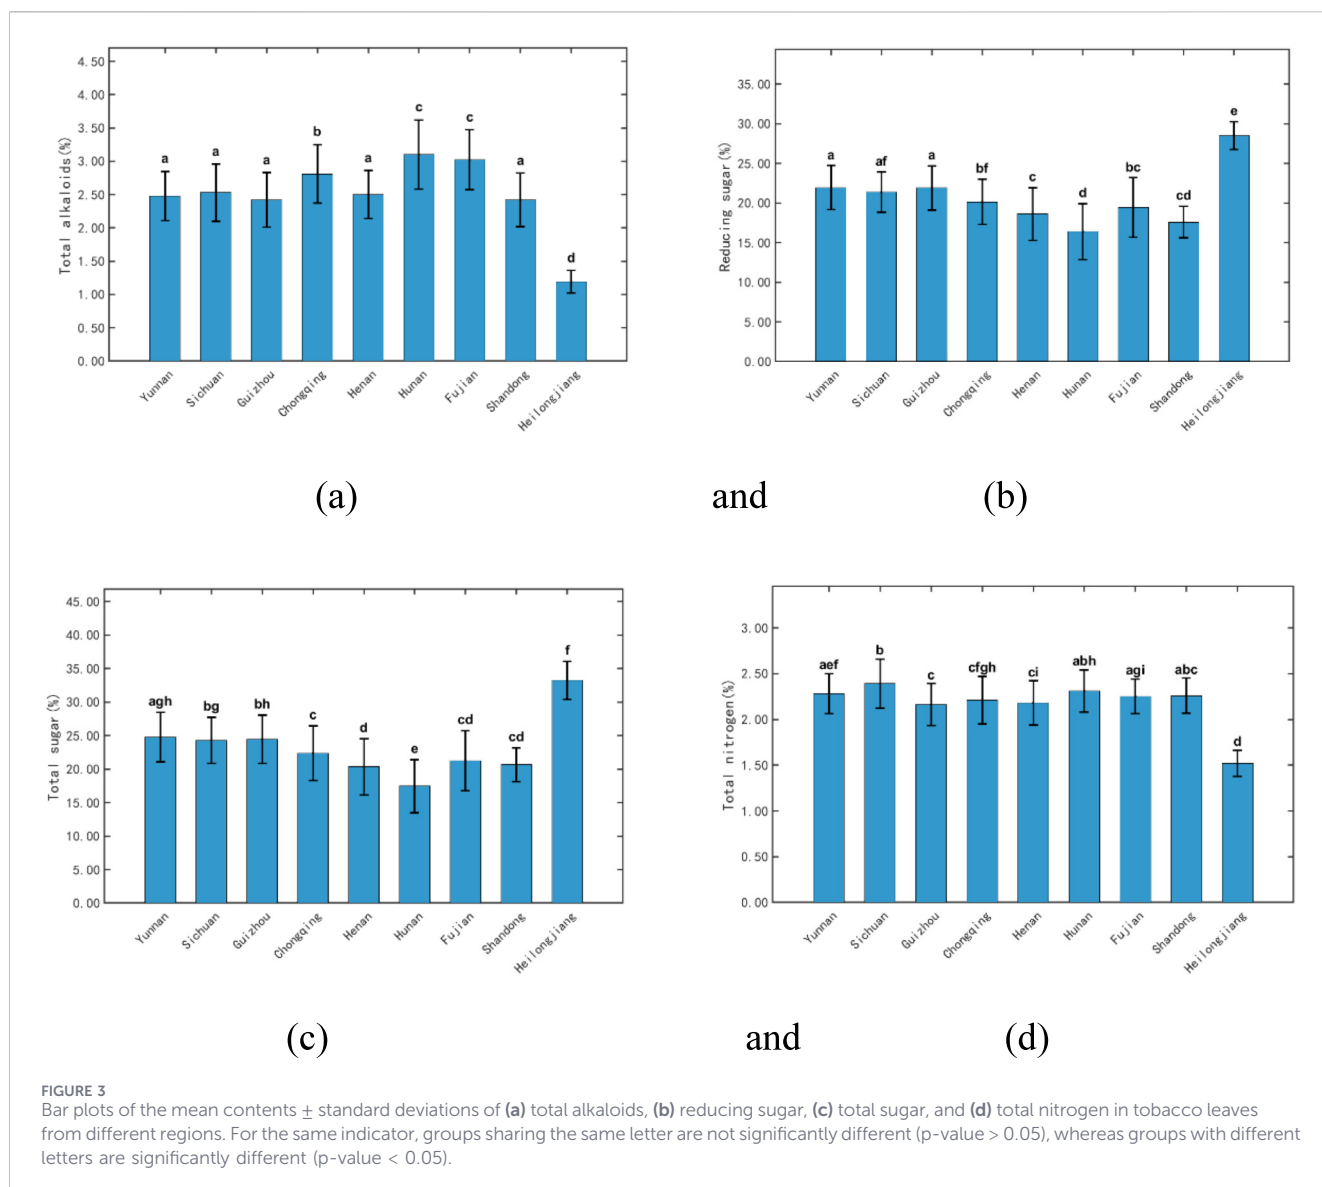 4.50
4.00
3.50
3.00
2.50
2.00
1.50
1.00
0.50
0.00
Total alkaloids(%)
a a a b a c c a d
Yunnan Sichuan Guizhou Chongqing Henan Hunan Fujian Shandong Heilongjiang
35.00
30.00
25.00
20.00
15.00
10.00
5.00
0.00
Reducing sugar(%)
a af a bf c d bc cd e
Yunnan Sichuan Guizhou Chongqing Henan Hunan Fujian Shandong Heilongjiang
(a) and (b)
45.00
40.00
35.00
30.00
25.00
20.00
15.00
10.00
5.00
0.00
Total sugar(%)
agh bg bh c d e cd cd f
Yunnan Sichuan Guizhou Chongqing Henan Hunan Fujian Shandong Heilongjiang
3.00
2.50
2.00
1.50
1.00
0.50
0.00
Total nitrogen(%)
aef b c cfgh ci abh agi abc d
Yunnan Sichuan Guizhou Chongqing Henan Hunan Fujian Shandong Heilongjiang
(c) and (d)
FIGURE 3
Bar plots of the mean contents ± standard deviations of (a) total alkaloids, (b) reducing sugar, (c) total sugar, and (d) total nitrogen in tobacco leaves
from different regions. For the same indicator, groups sharing the same letter are not significantly different (p-value > 0.05), whereas groups with different
letters are significantly different (p-value < 0.05).